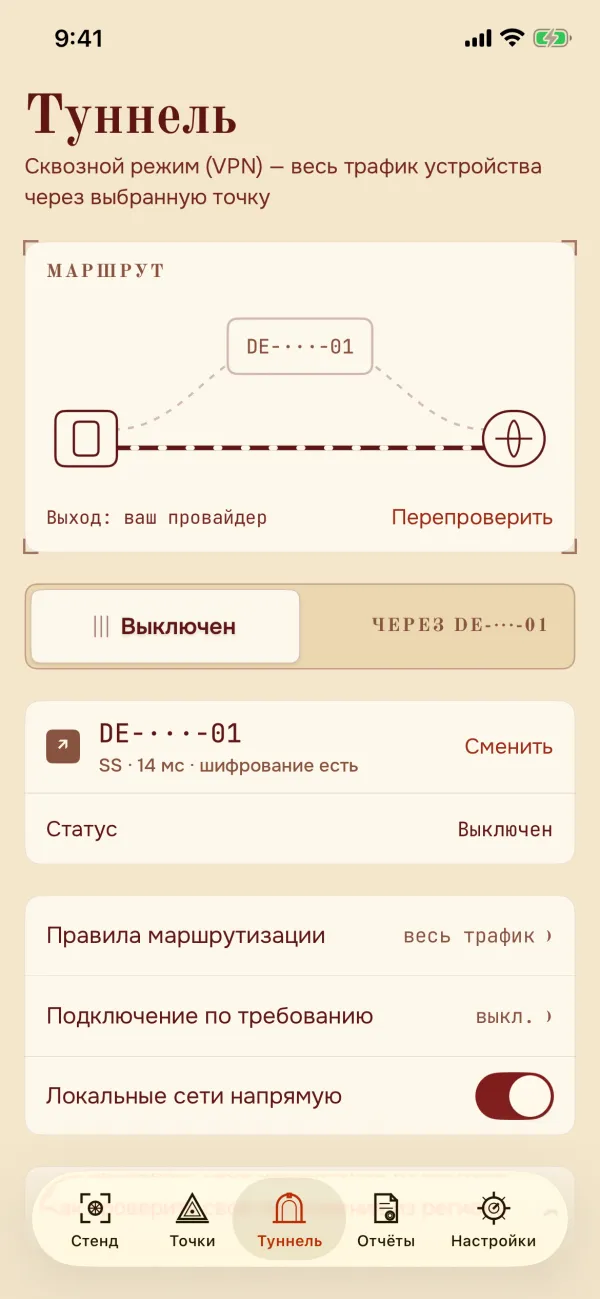 9:41
Туннель
Сквозной режим (VPN) — весь трафик устройства
через выбранную точку
МАРШРУТ
DE-····-01
Выход: ваш провайдер
Перепроверить
Выключен
ЧЕРЕЗ DE-····-01
DE-····-01
SS · 14 мс · шифрование есть
Сменить
Статус
Выключен
Правила маршрутизации
весь трафик
Подключение по требованию
выкл.
Локальные сети напрямую
Стенд
Точки
Туннель
Отчёты
Настройки